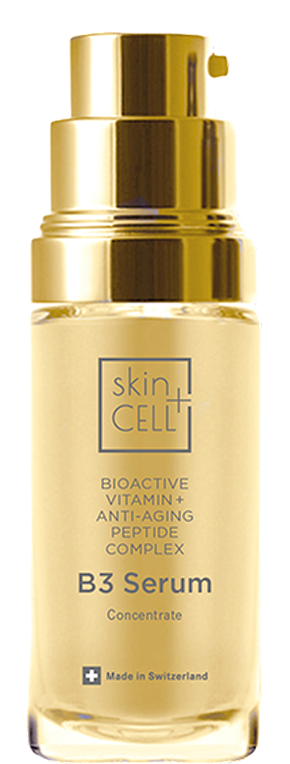 skin+
CELL
BIOACTIVE
VITAMIN+
ANTI-AGING
PEPTIDE
COMPLEX
B3 Serum
Concentrate
Made in Switzerland